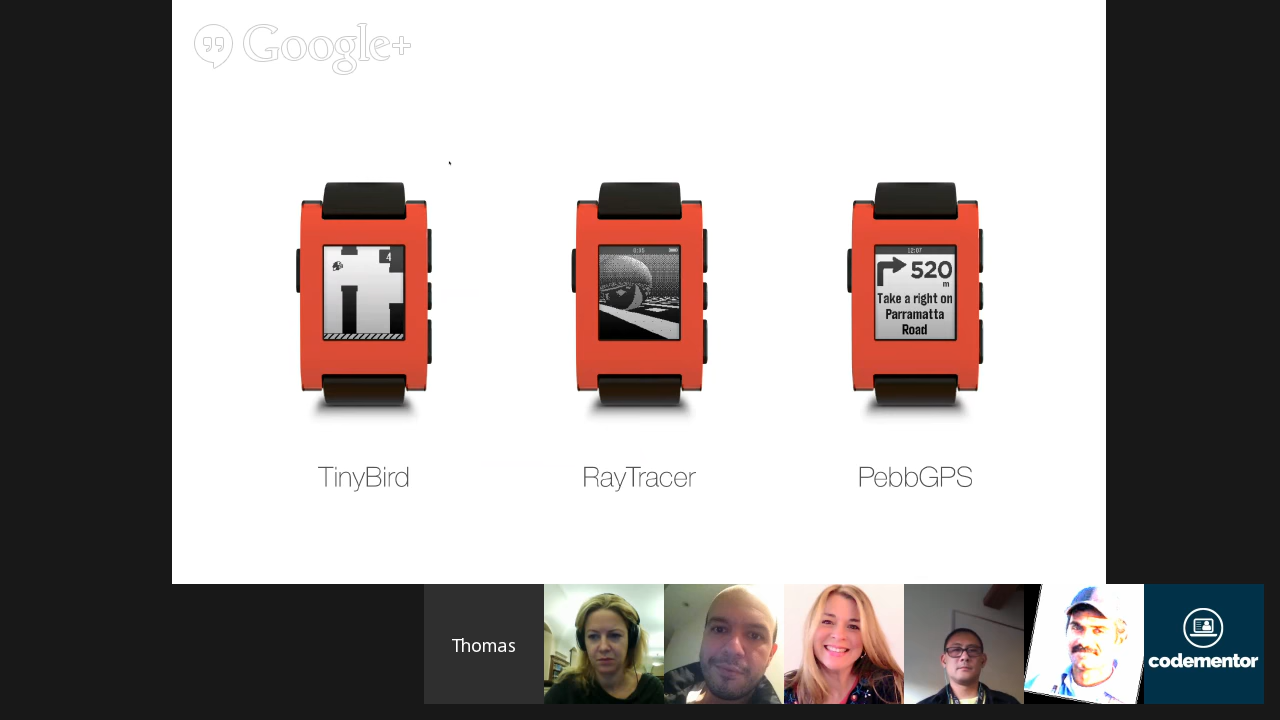 Google+
4
0:35
12:07
520
m
Take a right on
Parramatta
Road
TinyBird
RayTracer
PebbGPS
Thomas
codementor